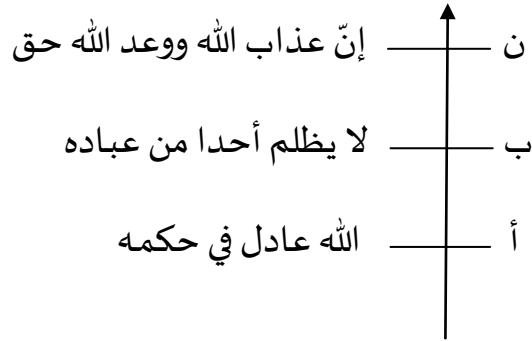 ن إنّ عذاب الله ووعد الله حق
ب لا يظلم أحدا من عباده
أ الله عادل في حكمه